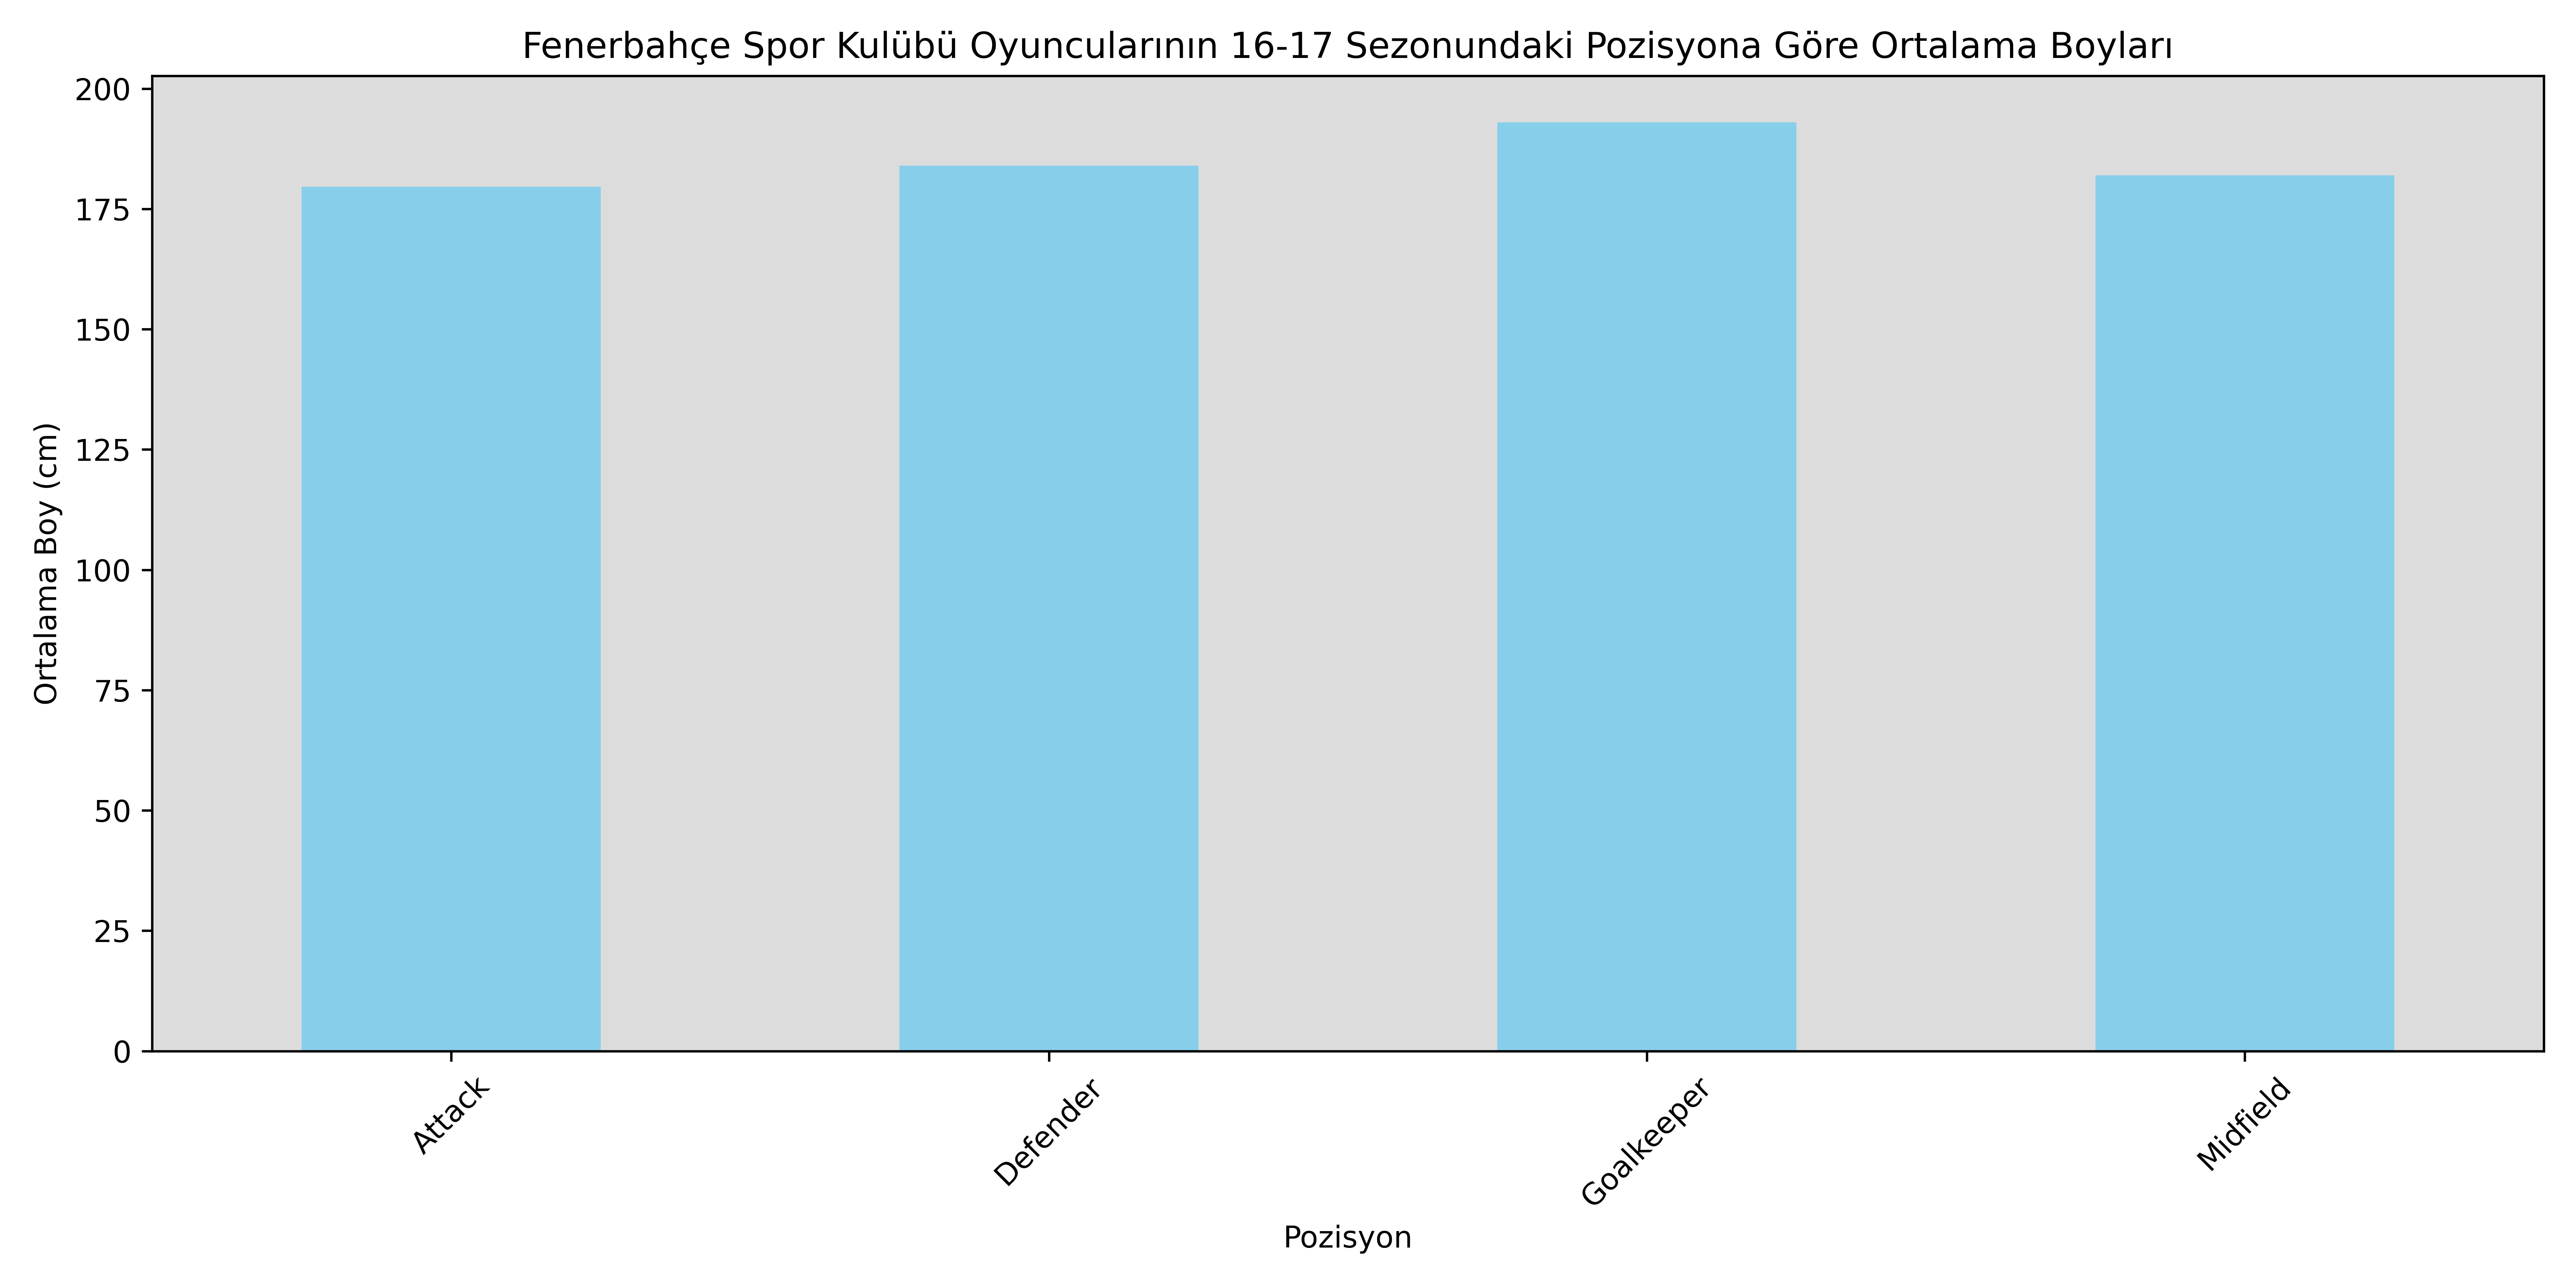 Fenerbahçe Spor Kulübü Oyuncularının 16-17 Sezonundaki Pozisyona Göre Ortalama Boyları
200
175
150
125
100
75
50
25
0
Ortalama Boy (cm)
Attack
Defender
Goalkeeper
Midfield
Pozisyon